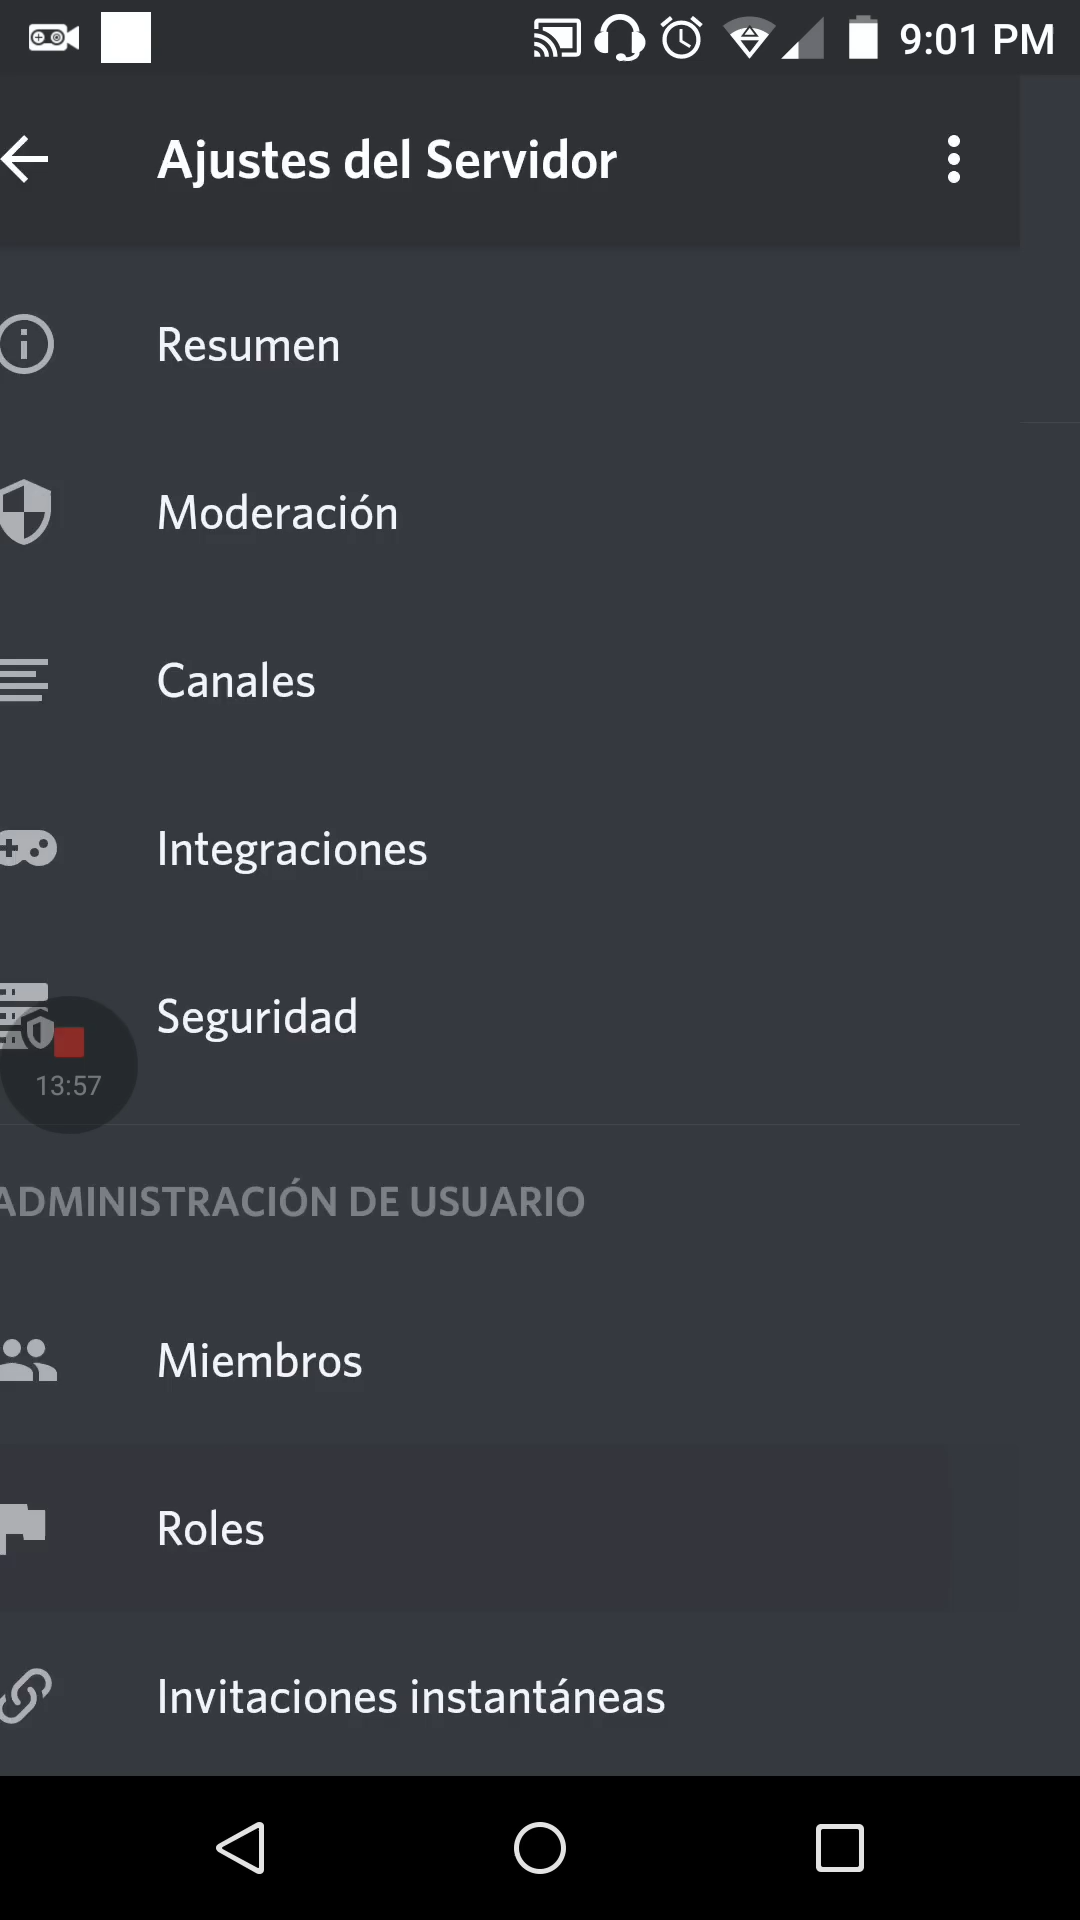 9:01 PM
Ajustes del Servidor
Resumen
Moderación
Canales
Integraciones
Seguridad
13:57
ADMINISTRACIÓN DE USUARIO
Miembros
Roles
Invitaciones instantáneas